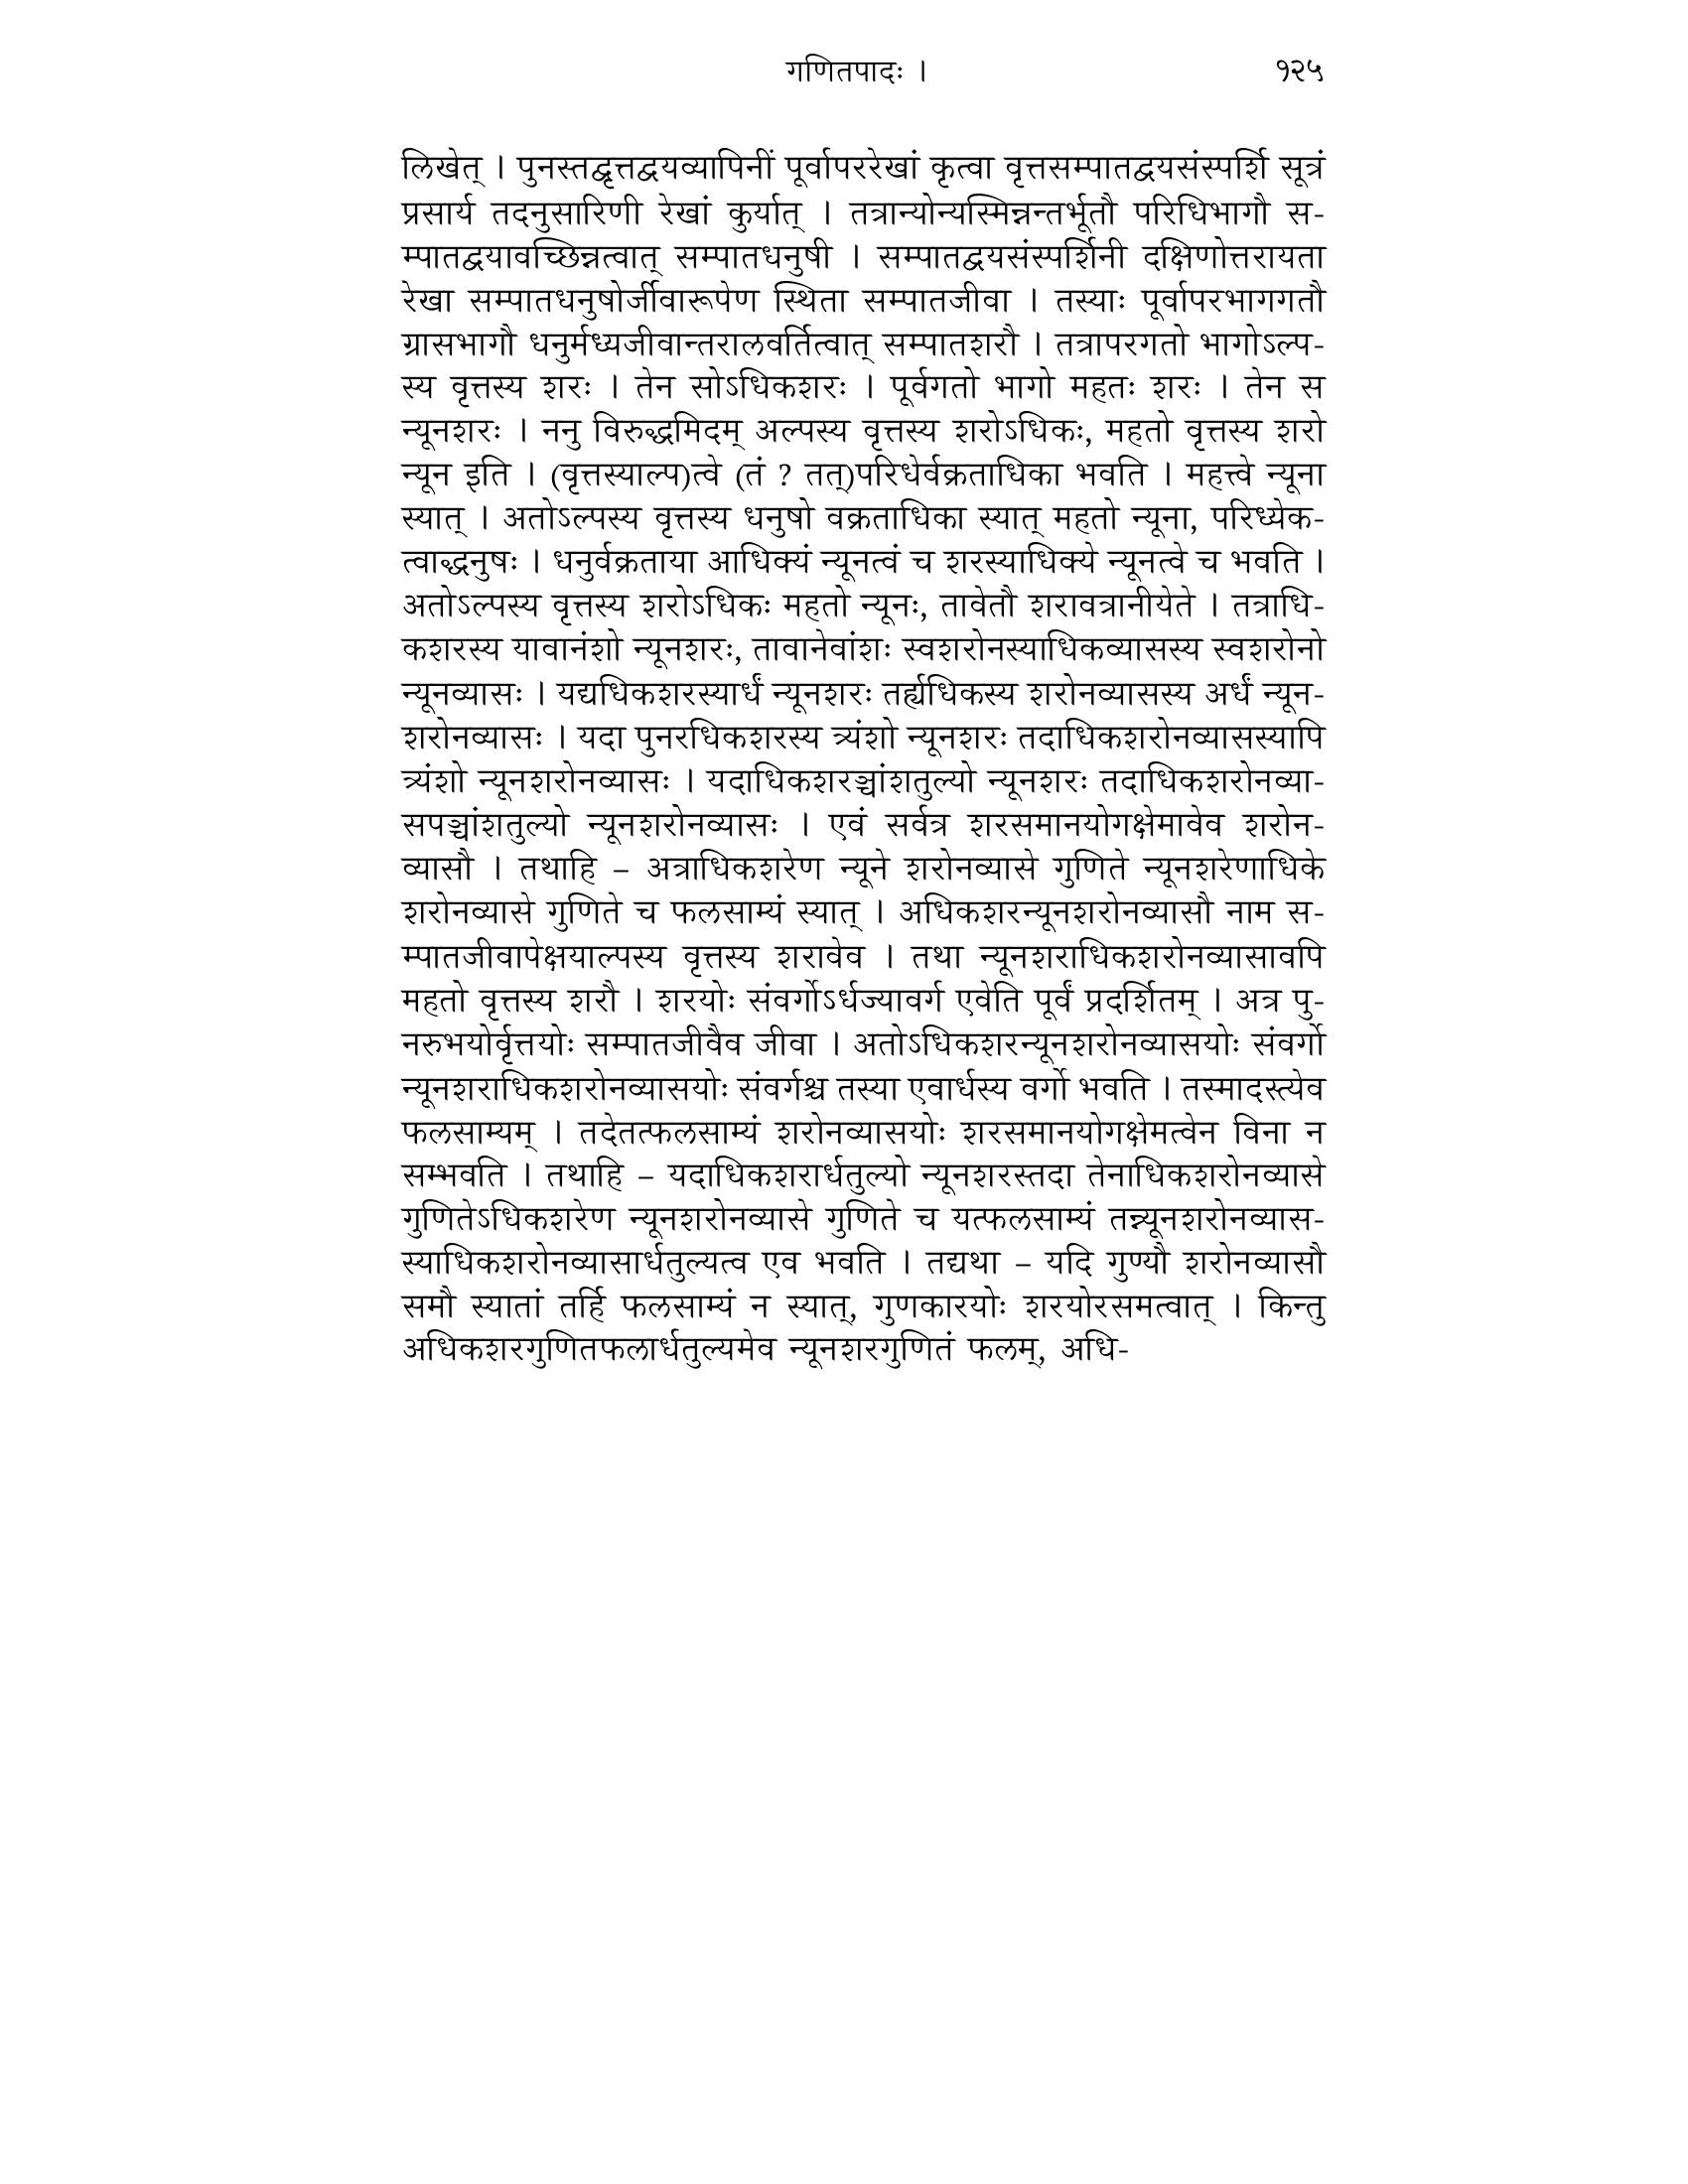 गणितपादः । १२५
लिखेत् । पुनस्तद्वृत्तद्वयव्यापिनीं पूर्वापररेखां कृत्वा वृत्तसम्पातद्वयसंस्पर्शि सूत्रं
प्रसार्य तदनुसारिणी रेखां कुर्यात् । तत्रान्योन्यस्मिन्नन्तर्भूतौ परिधिभागौ स-
म्पातद्वयावच्छिन्नत्वात् सम्पातधनुषी । सम्पातद्वयसंस्पर्शिनी दक्षिणोत्तरायता
रेखा सम्पातधनुषोर्जीवारूपेण स्थिता सम्पातजीवा । तस्याः पूर्वापरभागगतौ
ग्रासभागौ धनुर्मध्यजीवान्तरालवर्तित्वात् सम्पातशरौ । तत्रापरगतो भागोऽल्प-
स्य वृत्तस्य शरः । तेन सोऽधिकशरः । पूर्वगतो भागो महतः शरः । तेन स
न्यूनशरः । ननु विरुद्धमिदम् अल्पस्य वृत्तस्य शरोऽधिकः, महतो वृत्तस्य शरो
न्यून इति । (वृत्तस्याल्प)त्वे (तं ? तत्)परिधेर्वक्रताधिका भवति । महत्त्वे न्यूना
स्यात् । अतोऽल्पस्य वृत्तस्य धनुषो वक्रताधिका स्यात् महतो न्यूना, परिध्येक-
त्वाद्धनुषः । धनुर्वक्रताया आधिक्यं न्यूनत्वं च शरस्याधिक्ये न्यूनत्वे च भवति ।
अतोऽल्पस्य वृत्तस्य शरोऽधिकः महतो न्यूनः, तावेतौ शरावत्रानीयेते । तत्राधि-
कशरस्य यावानंशो न्यूनशरः, तावानेवांशः स्वशरोनस्याधिकव्यासस्य स्वशरोनो
न्यूनव्यासः । यद्यधिकशरस्यार्धं न्यूनशरः तर्ह्यधिकस्य शरोनव्यासस्य अर्धं न्यून-
शरोनव्यासः । यदा पुनरधिकशरस्य त्र्यंशो न्यूनशरः तदाधिकशरोनव्यासस्यापि
त्र्यंशो न्यूनशरोनव्यासः । यदाधिकशरञ्चांशतुल्यो न्यूनशरः तदाधिकशरोनव्या-
सपञ्चांशतुल्यो न्यूनशरोनव्यासः । एवं सर्वत्र शरसमानयोगक्षेमावेव शरोन-
व्यासौ । तथाहि – अत्राधिकशरेण न्यूने शरोनव्यासे गुणिते न्यूनशरेणाधिके
शरोनव्यासे गुणिते च फलसाम्यं स्यात् । अधिकशरन्यूनशरोनव्यासौ नाम स-
म्पातजीवापेक्षयाल्पस्य वृत्तस्य शरावेव । तथा न्यूनशराधिकशरोनव्यासावपि
महतो वृत्तस्य शरौ । शरयोः संवर्गोऽर्धज्यावर्ग एवेति पूर्वं प्रदर्शितम् । अत्र पु-
नरुभयोर्वृत्तयोः सम्पातजीवैव जीवा । अतोऽधिकशरन्यूनशरोनव्यासयोः संवर्गो
न्यूनशराधिकशरोनव्यासयोः संवर्गश्च तस्या एवार्धस्य वर्गो भवति । तस्मादस्त्येव
फलसाम्यम् । तदेतत्फलसाम्यं शरोनव्यासयोः शरसमानयोगक्षेमत्वेन विना न
सम्भवति । तथाहि – यदाधिकशरार्धतुल्यो न्यूनशरस्तदा तेनाधिकशरोनव्यासे
गुणितेऽधिकशरेण न्यूनशरोनव्यासे गुणिते च यत्फलसाम्यं तन्न्यूनशरोनव्यास-
स्याधिकशरोनव्यासार्धतुल्यत्व एव भवति । तद्यथा – यदि गुण्यौ शरोनव्यासौ
समौ स्यातां तर्हि फलसाम्यं न स्यात्, गुणकारयोः शरयोरसमत्वात् । किन्तु
अधिकशरगुणितफलार्धतुल्यमेव न्यूनशरगुणितं फलम्, अधि-